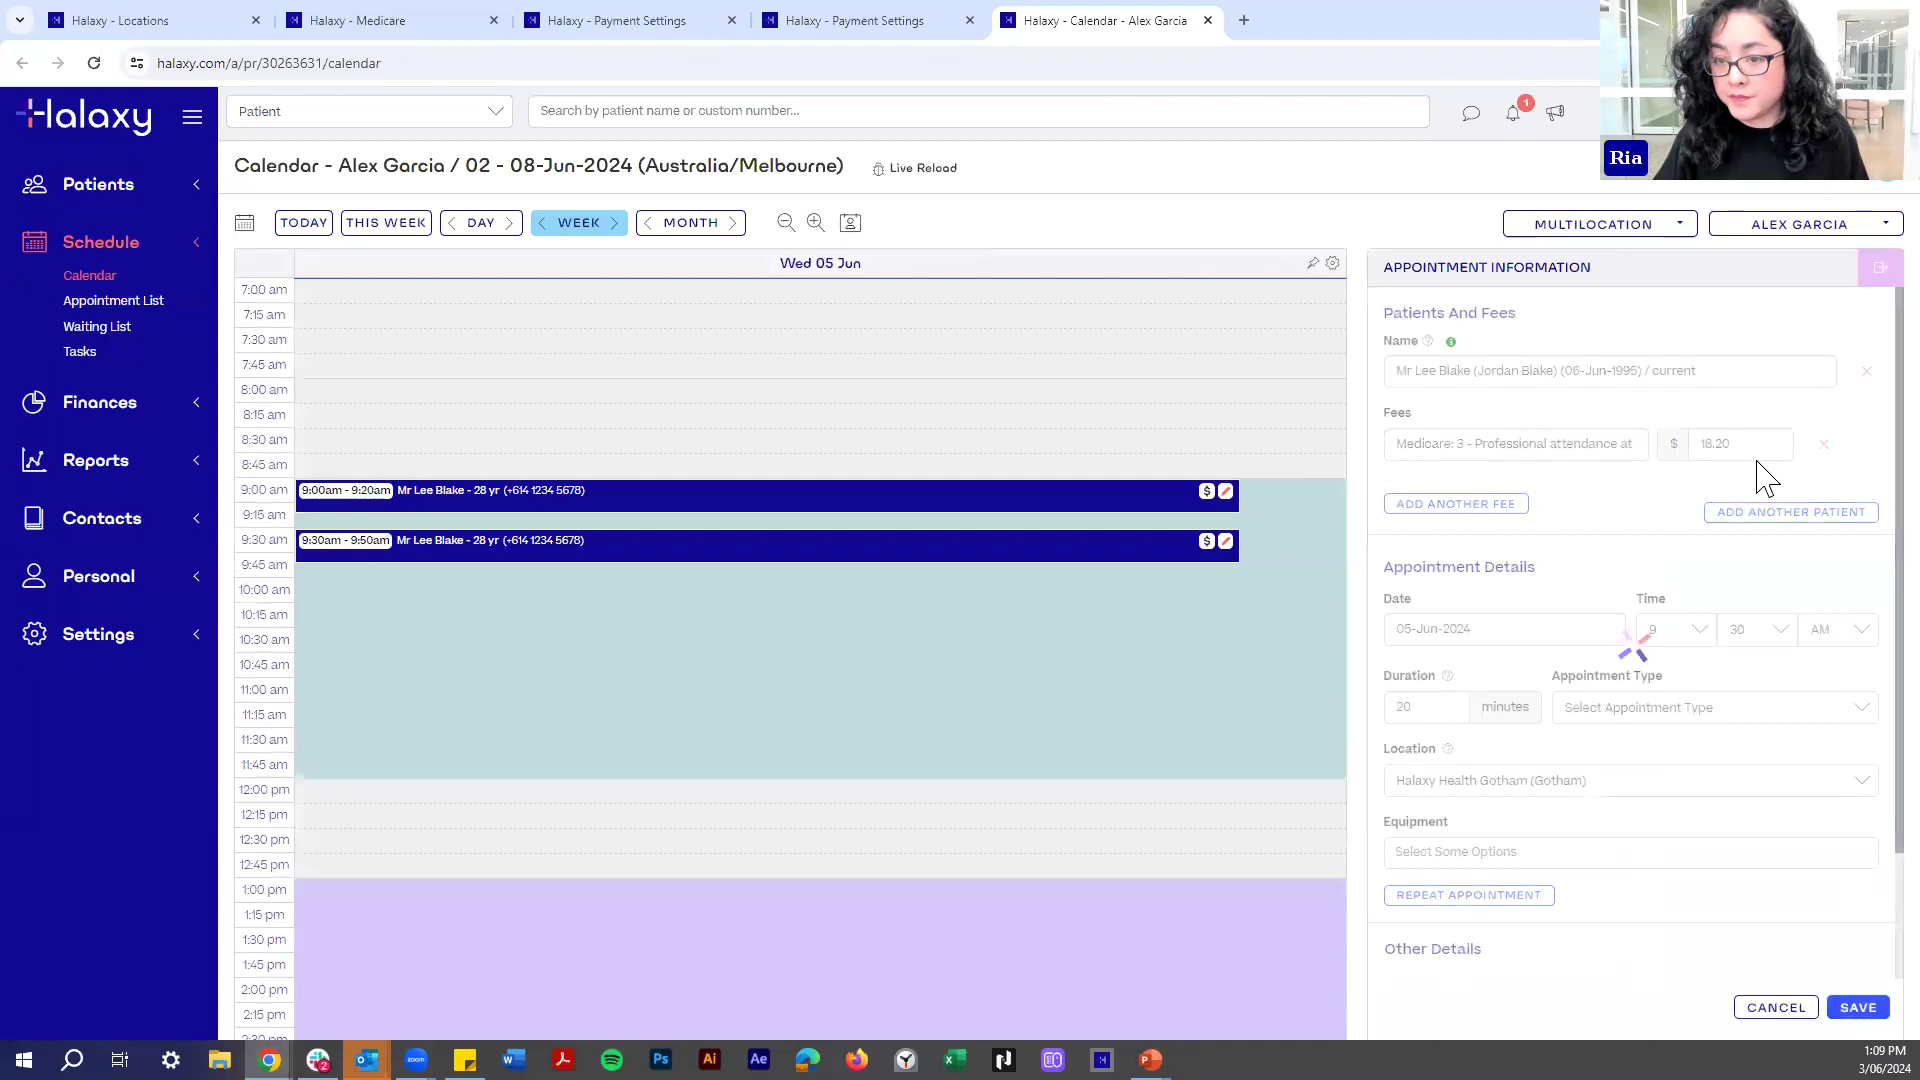 Halaxy - Locations
Halaxy - Medicare
Halaxy - Payment Settings
Halaxy - Payment Settings
Halaxy - Calendar - Alex Garcia
halaxy.com/a/pr/30263631/calendar
Halaxy
Patient
Search by patient name or custom number...
1
Ria
Patients
Schedule
Calendar
Appointment List
Waiting List
Tasks
Finances
Reports
Contacts
Personal
Settings
Calendar - Alex Garcia / 02 - 08-Jun-2024 (Australia/Melbourne)
Live Reload
TODAY
THIS WEEK
DAY
WEEK
MONTH
MULTILOCATION
ALEX GARCIA
Wed 05 Jun
7:00 am
7:15 am
7:30 am
7:45 am
8:00 am
8:15 am
8:30 am
8:45 am
9:00 am
9:00am - 9:20am Mr Lee Blake - 28 yr (+614 1234 5678) $
9:15 am
9:30 am
9:30am - 9:50am Mr Lee Blake - 28 yr (+614 1234 5678) $
9:45 am
10:00 am
10:15 am
10:30 am
10:45 am
11:00 am
11:15 am
11:30 am
11:45 am
12:00 pm
12:15 pm
12:30 pm
12:45 pm
1:00 pm
1:15 pm
1:30 pm
1:45 pm
2:00 pm
2:15 pm
2:30 pm
APPOINTMENT INFORMATION
Patients And Fees
Name
Mr Lee Blake (Jordan Blake) (06-Jun-1995) / current
Fees
Medicare: 3 - Professional attendance at
$ 18.20
ADD ANOTHER FEE
ADD ANOTHER PATIENT
Appointment Details
Date
Time
05-Jun-2024
9
30
AM
Duration
Appointment Type
20 minutes
Select Appointment Type
Location
Halaxy Health Gotham (Gotham)
Equipment
Select Some Options
REPEAT APPOINTMENT
Other Details
CANCEL
SAVE
2
zoom
Ps
Ai
Ae
1:09 PM
3/06/2024